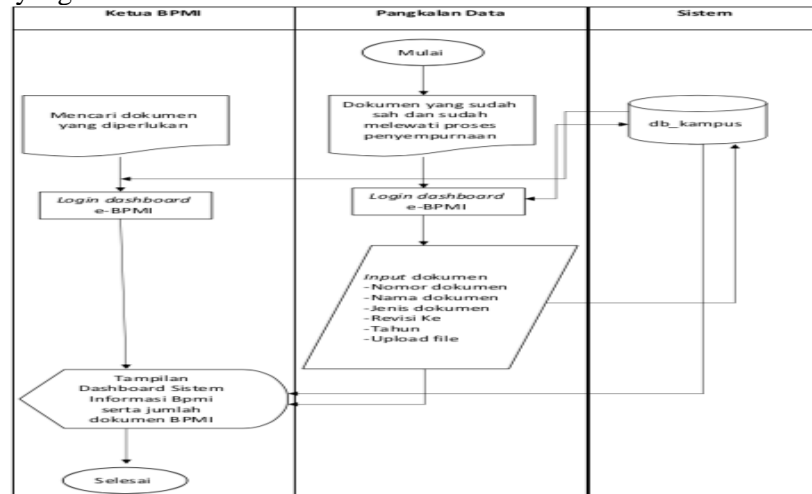 Ketua BPMI
Pangkalan Data
Sistem
Mulai
Mencari dokumen
yang diperlukan
Dokumen yang sudah
sah dan sudah
melewati proses
penyempurnaan
db_kampus
Login dashboard
e-BPMI
Login dashboard
e-BPMI
Input dokumen
-Nomor dokumen
-Nama dokumen
-Jenis dokumen
-Revisi Ke
-Tahun
-Upload file
Tampilan
Dashboard Sistem
Informasi Bpmi
serta jumlah
dokumen BPMI
Selesai